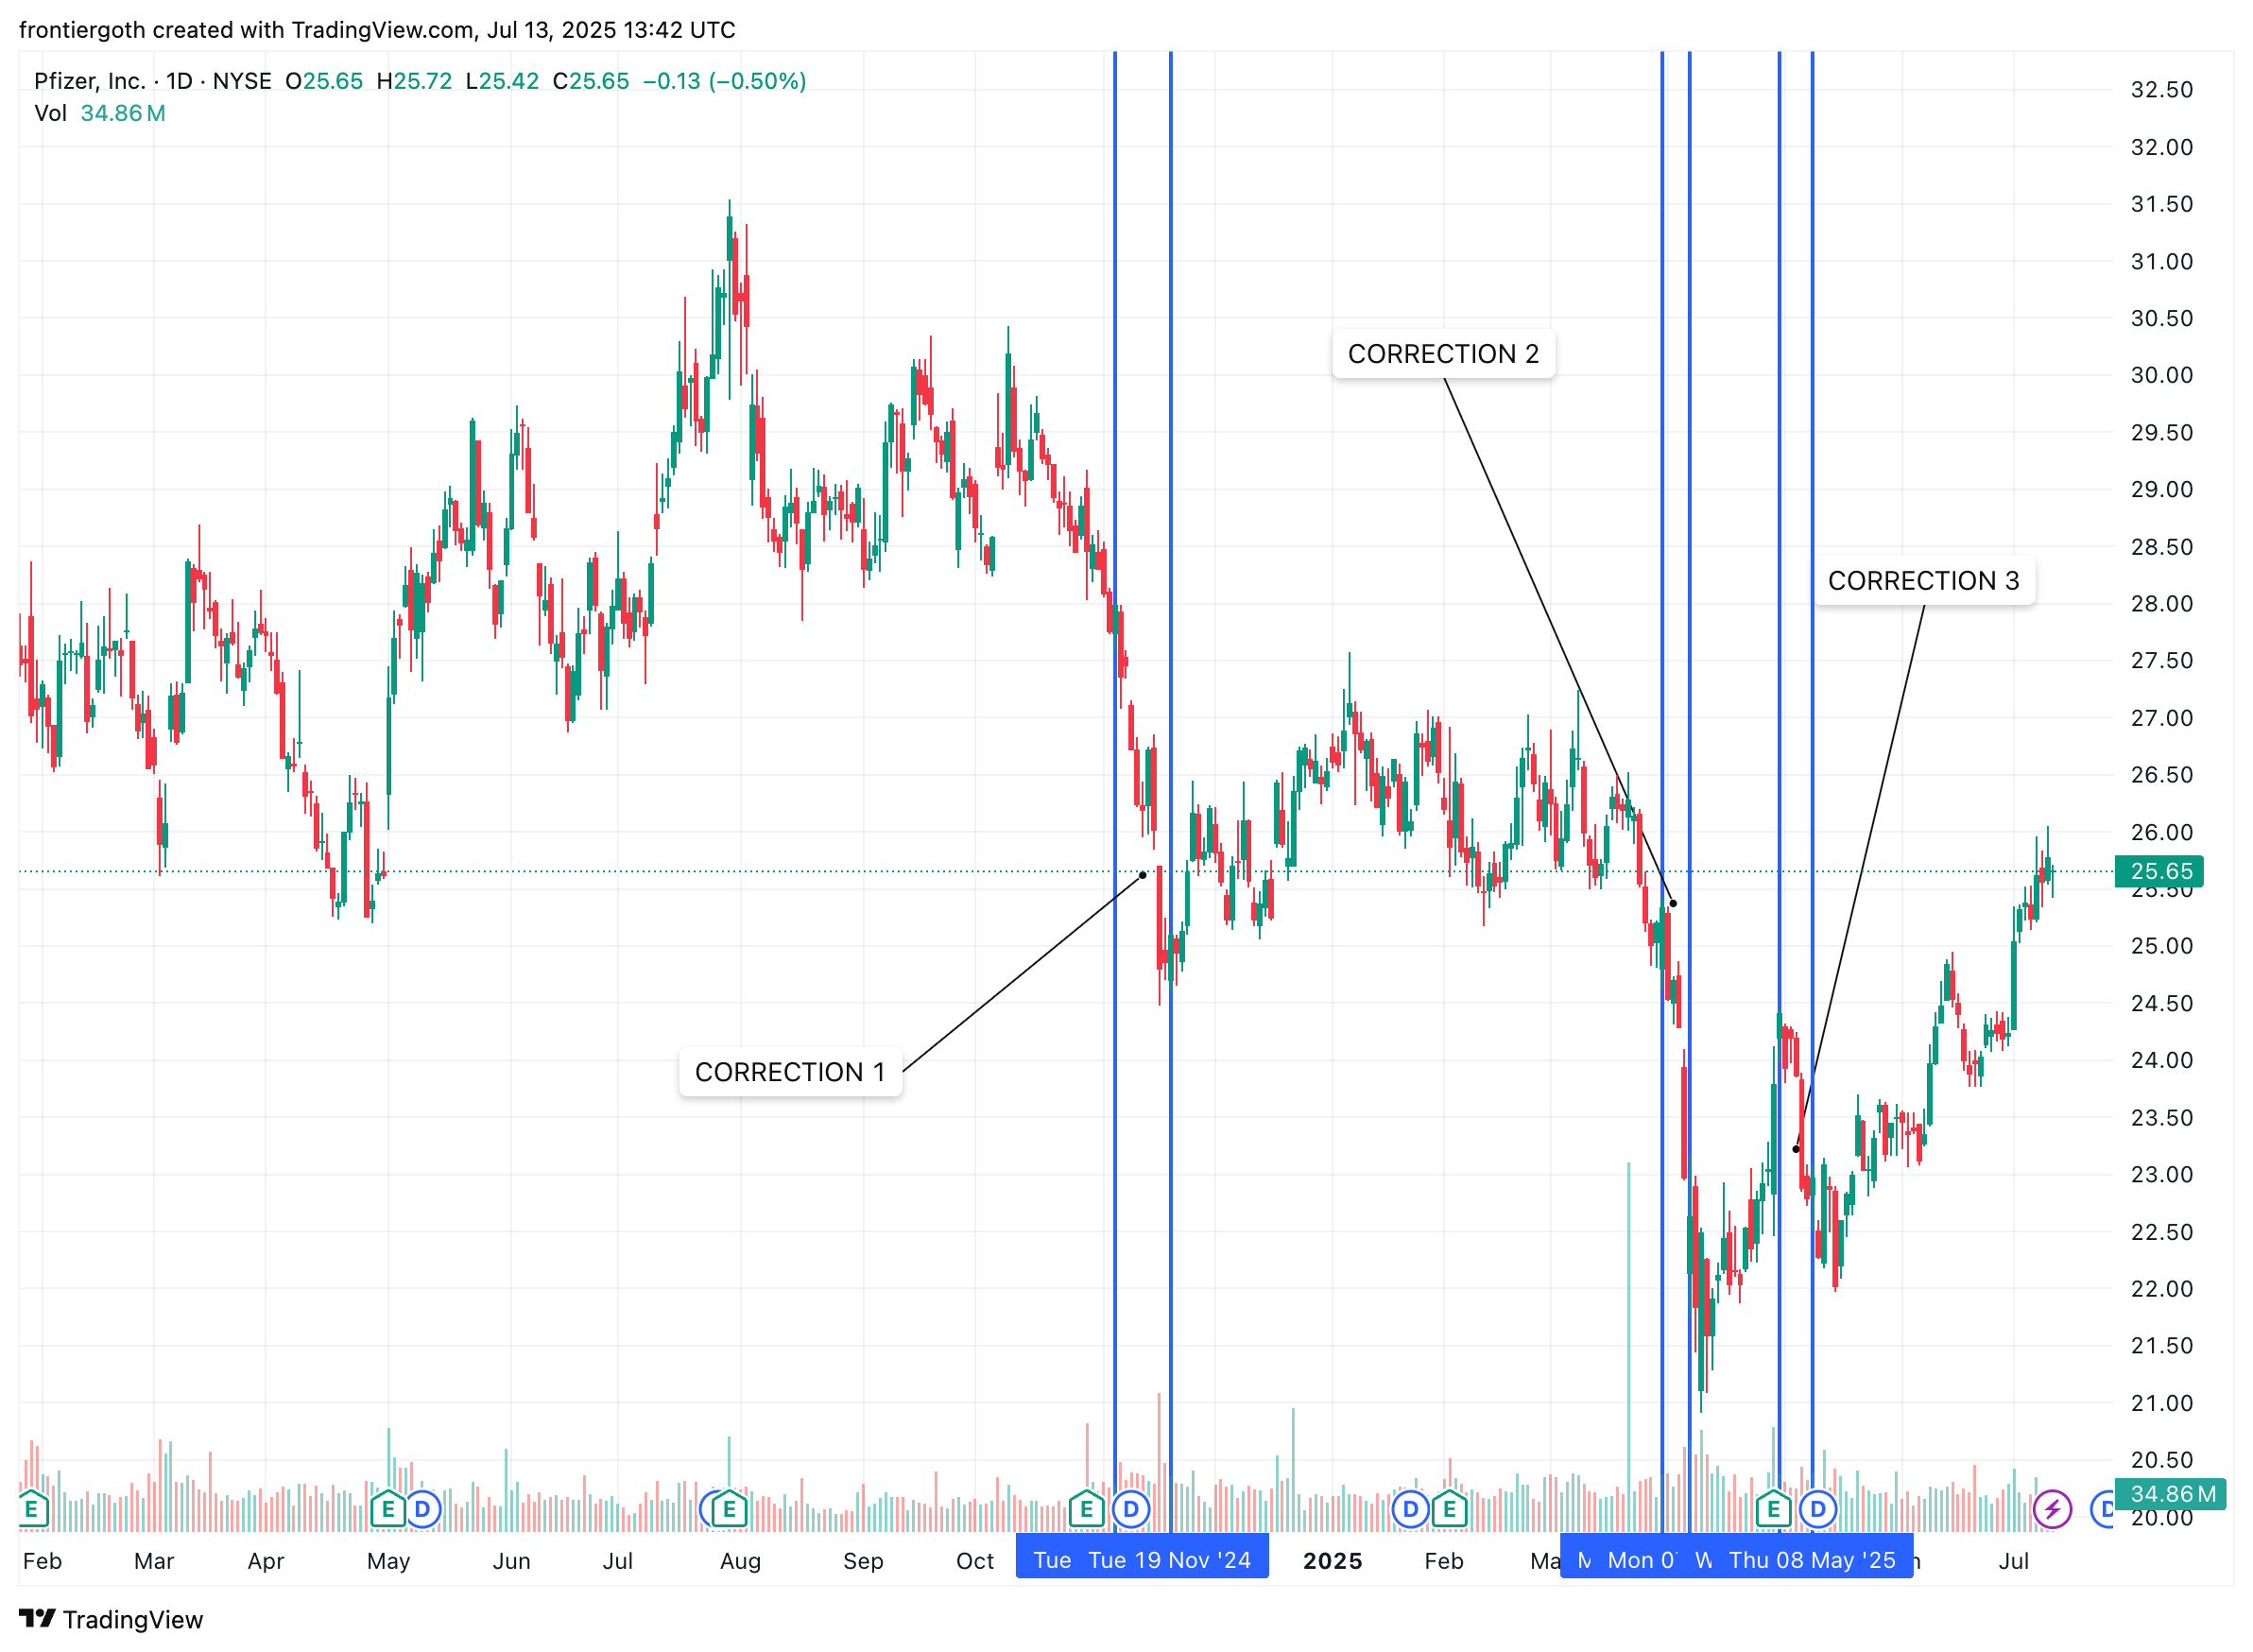 frontiergoth created with TradingView.com, Jul 13, 2025 13:42 UTC
Pfizer, Inc. · 1D · NYSE O25.65 H25.72 L25.42 C25.65 −0.13 (−0.50%)
Vol 34.86 M
32.50
32.00
31.50
31.00
30.50
CORRECTION 2
30.00
29.50
29.00
28.50
CORRECTION 3
28.00
27.50
27.00
26.50
26.00
25.65
25.50
25.00
24.50
CORRECTION 1
24.00
23.50
23.00
22.50
22.00
21.50
21.00
20.50
34.86 M
E E D E E D D E E D D
20.00
Feb Mar Apr May Jun Jul Aug Sep Oct Tue Tue 19 Nov '24 2025 Feb Mon Thu 08 May '25 Jul
TradingView